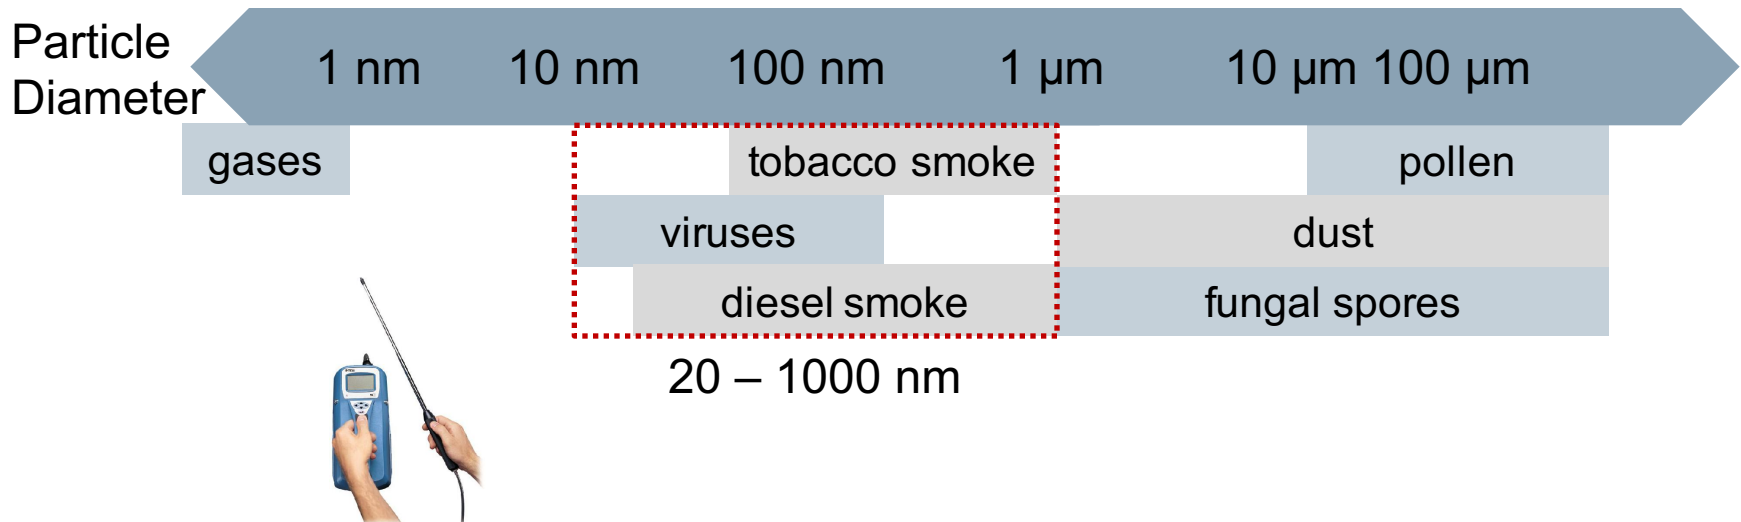 Particle
Diameter
1 nm 10 nm 100 nm 1 µm 10 µm 100 µm
gases tobacco smoke pollen
viruses dust
diesel smoke fungal spores
20 – 1000 nm